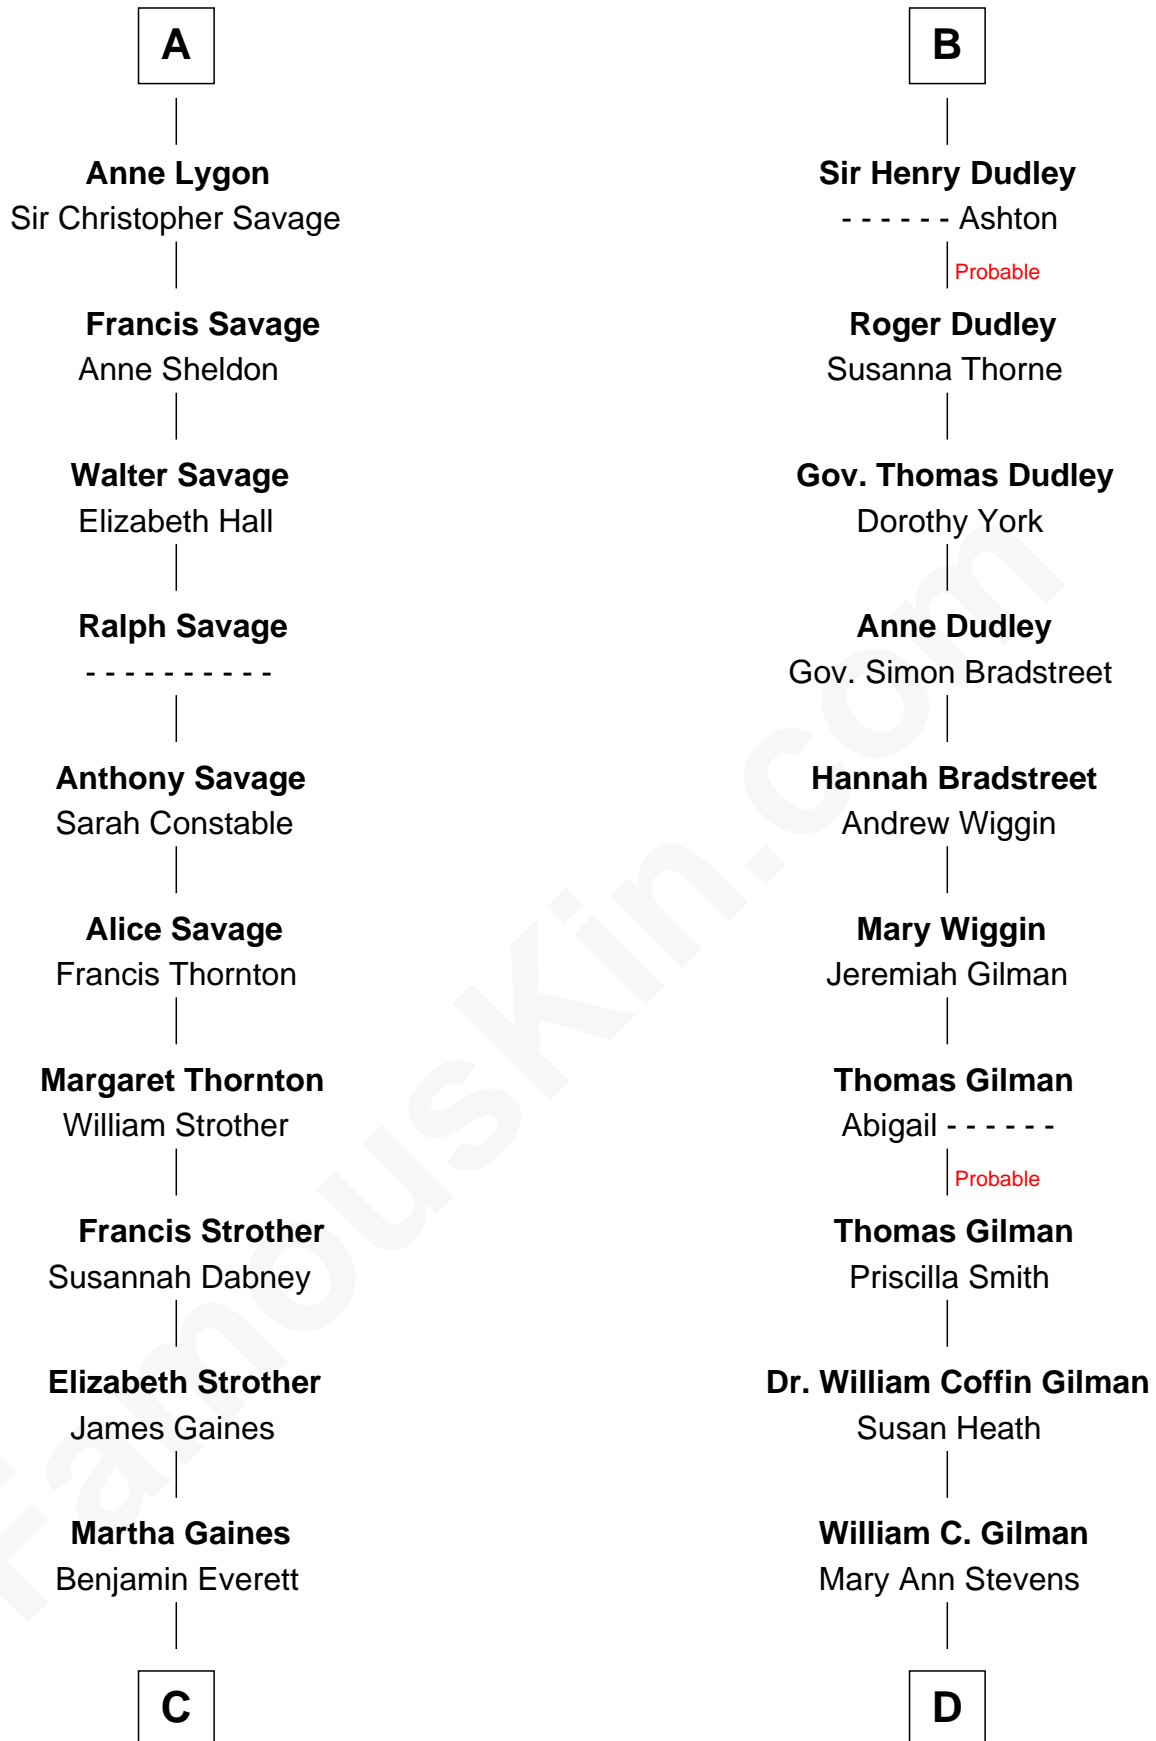 A
Anne Lygon
Sir Christopher Savage
Francis Savage
Anne Sheldon
Walter Savage
Elizabeth Hall
Ralph Savage
- - - - - - - - - -
Anthony Savage
Sarah Constable
Alice Savage
Francis Thornton
Margaret Thornton
William Strother
Francis Strother
Susannah Dabney
Elizabeth Strother
James Gaines
Martha Gaines
Benjamin Everett
C
B
Sir Henry Dudley
- - - - - - Ashton
Probable
Roger Dudley
Susanna Thorne
Gov. Thomas Dudley
Dorothy York
Anne Dudley
Gov. Simon Bradstreet
Hannah Bradstreet
Andrew Wiggin
Mary Wiggin
Jeremiah Gilman
Thomas Gilman
Abigail - - - - - -
Probable
Thomas Gilman
Priscilla Smith
Dr. William Coffin Gilman
Susan Heath
William C. Gilman
Mary Ann Stevens
D
FamousKin.com